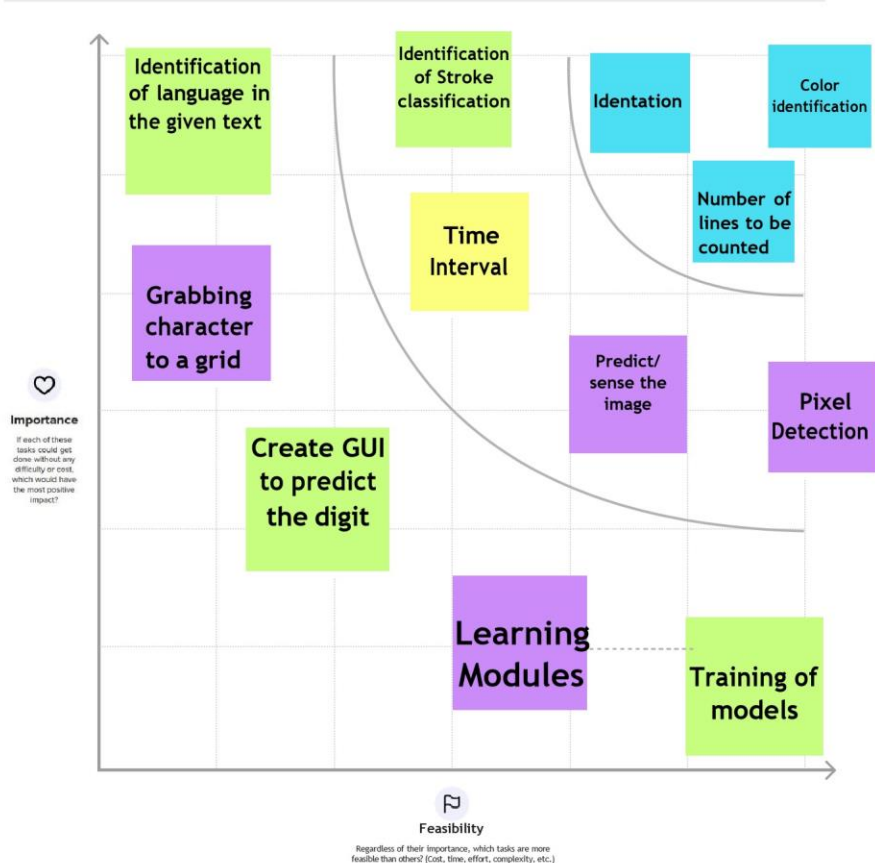 Identification
of language in
the given text
Identification
of Stroke
classification
Identation
Color
identification
Number of
lines to be
counted
Time
Interval
Grabbing
character
to a grid
Predict/
sense the
image
Pixel
Detection
Importance
If each of these
tasks could get
done without any
difficulty or cost,
which would have
the most positive
impact?
Create GUI
to predict
the digit
Learning
Modules
Training of
models
Feasibility
Regardless of their importance, which tasks are more
feasible than others? (Cost, time, effort, complexity, etc.)